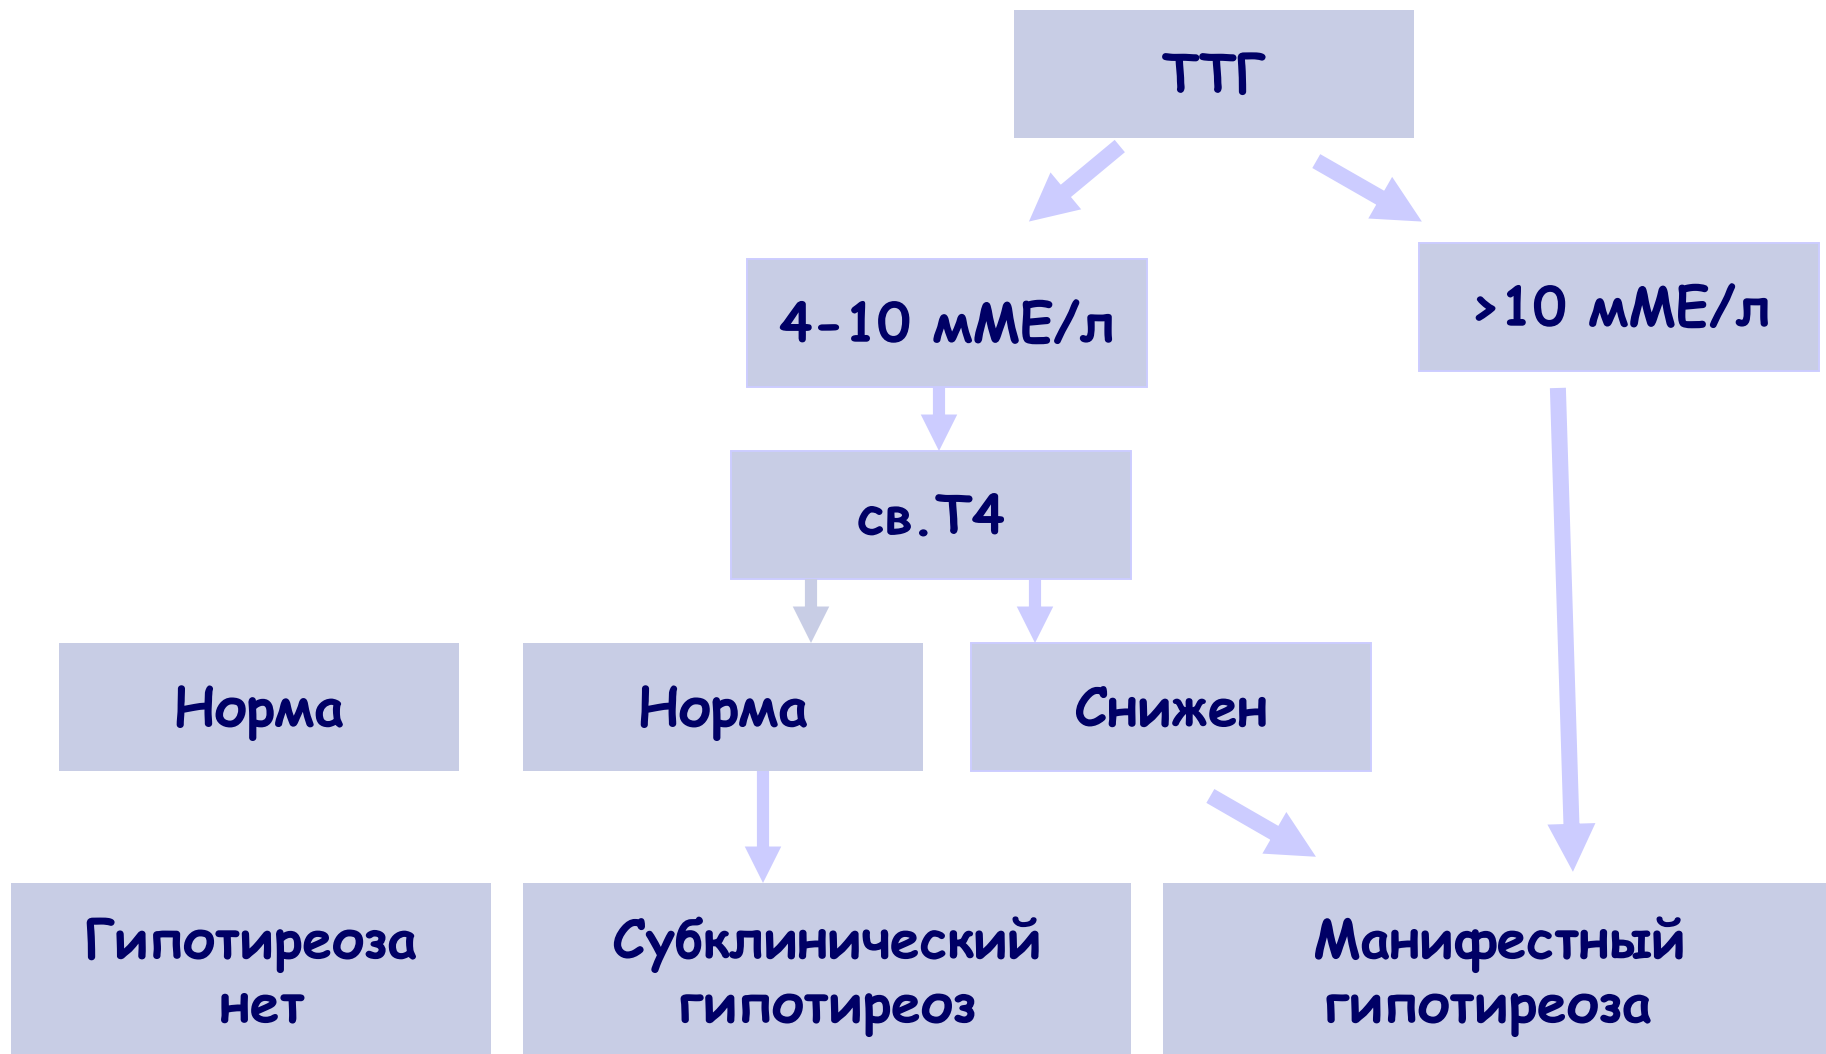 ТТГ
4-10 мМЕ/л
>10 мМЕ/л
св.Т4
Норма
Норма
Снижен
Гипотиреоза
нет
Субклинический
гипотиреоз
Манифестный
гипотиреоза